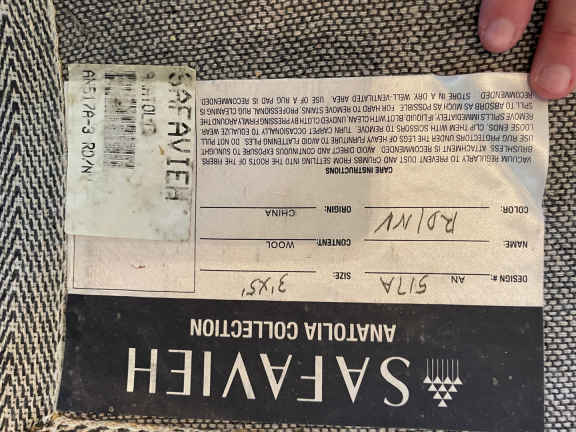 SAFAVIEH
ANATOLIA COLLECTION
DESIGN #: AN 517A SIZE: 3'X5'
NAME: CONTENT: WOOL
COLOR: RD/NV ORIGIN: CHINA
CARE INSTRUCTIONS
VACUUM REGULARLY TO PREVENT DUST AND CRUMBS FROM SETTLING INTO THE ROOTS OF THE FIBERS
BRUSHLESS ATTACHMENT IS RECOMMENDED. AVOID DIRECT AND CONTINUOUS EXPOSURE TO SUNLIGHT
USE RUG PROTECTORS UNDER THE LEGS OF HEAVY FURNITURE TO AVOID FLATTENING PILES. DO NOT PULL
LOOSE ENDS, CLIP THEM WITH SCISSORS TO REMOVE. TURN CARPET OCCASIONALLY TO EQUALIZE WEAR
REMOVE SPILLS IMMEDIATELY. IF LIQUID, BLOT WITH CLEAN, UNDYED CLOTH BY PRESSING FIRMLY AROUND THE
SPILL TO ABSORB AS MUCH AS POSSIBLE. FOR HARD TO REMOVE STAINS, PROFESSIONAL RUG CLEANING IS
RECOMMENDED. STORE IN A DRY, WELL-VENTILATED AREA. USE OF A RUG PAD IS RECOMMENDED
SAFAVIEH
AN517A-3 RD/N